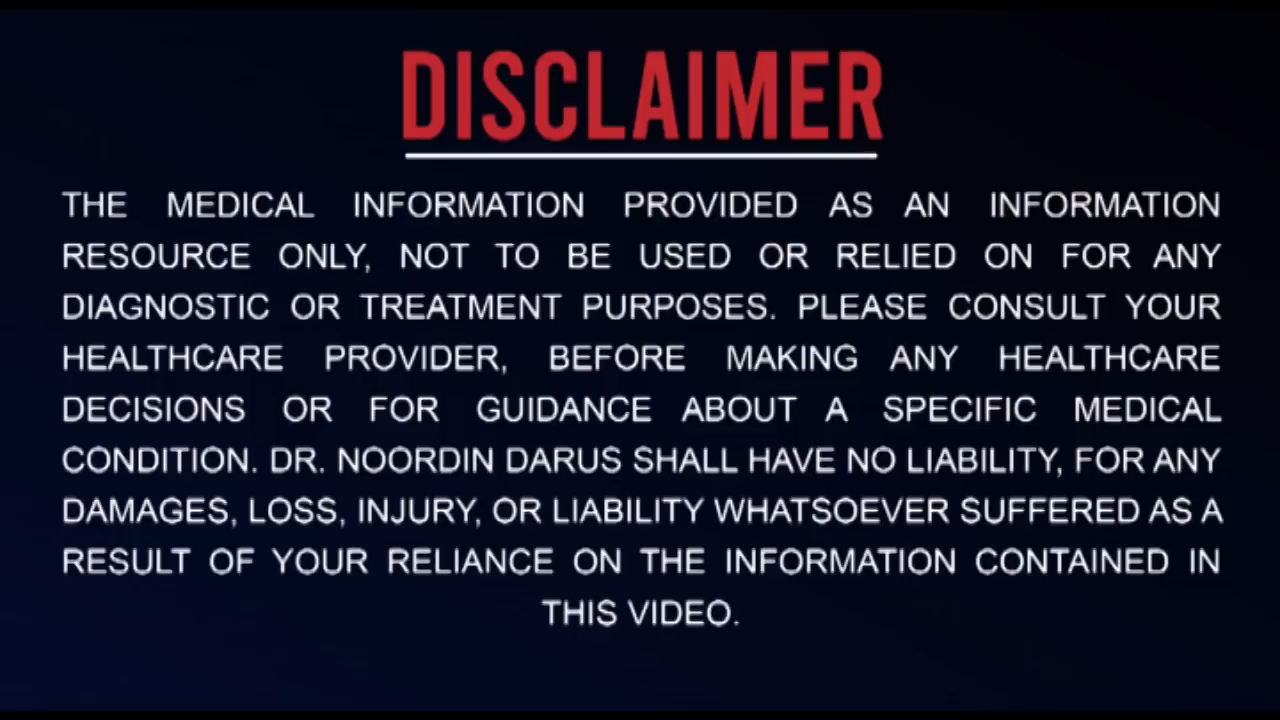 DISCLAIMER
THE MEDICAL INFORMATION PROVIDED AS AN INFORMATION
RESOURCE ONLY, NOT TO BE USED OR RELIED ON FOR ANY
DIAGNOSTIC OR TREATMENT PURPOSES. PLEASE CONSULT YOUR
HEALTHCARE PROVIDER, BEFORE MAKING ANY HEALTHCARE
DECISIONS OR FOR GUIDANCE ABOUT A SPECIFIC MEDICAL
CONDITION. DR. NOORDIN DARUS SHALL HAVE NO LIABILITY, FOR ANY
DAMAGES, LOSS, INJURY, OR LIABILITY WHATSOEVER SUFFERED AS A
RESULT OF YOUR RELIANCE ON THE INFORMATION CONTAINED IN
THIS VIDEO.